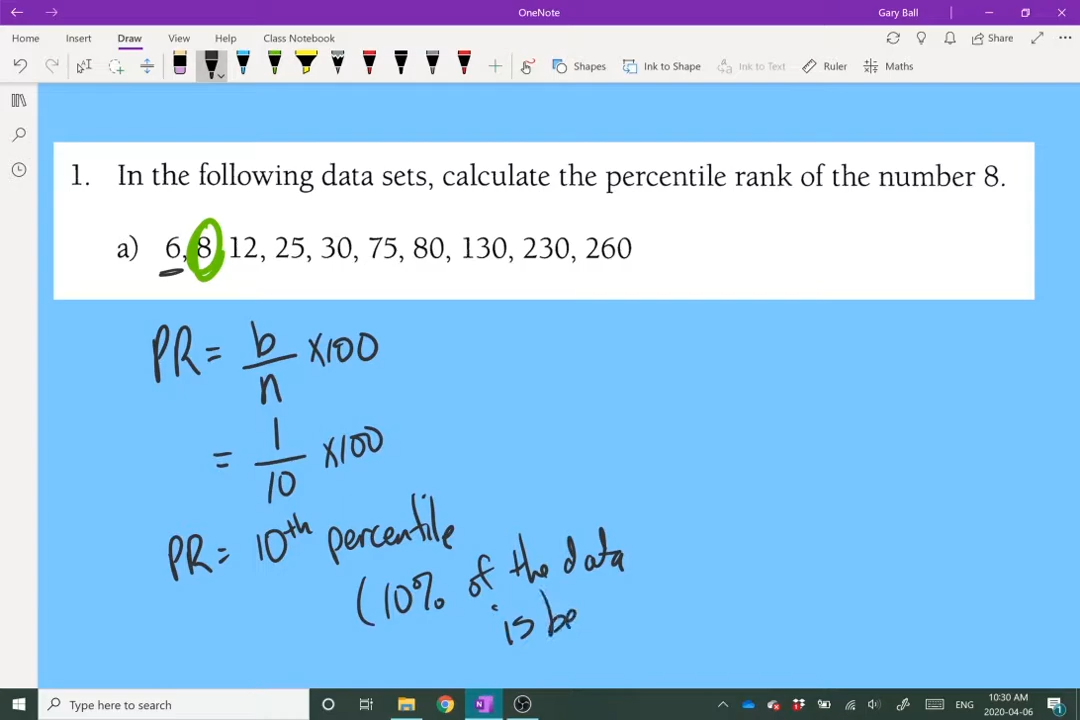 OneNote
Gary Ball
Home Insert Draw View Help Class Notebook
Share
Shapes
Ink to Shape
Ink to Text
Ruler
Maths
1. In the following data sets, calculate the percentile rank of the number 8.
a) 6, 8, 12, 25, 30, 75, 80, 130, 230, 260
PR = b/n ×100
= 1/10 ×100
PR = 10th percentile
(10% of the data
is be
Type here to search
ENG
10:30 AM
2020-04-06